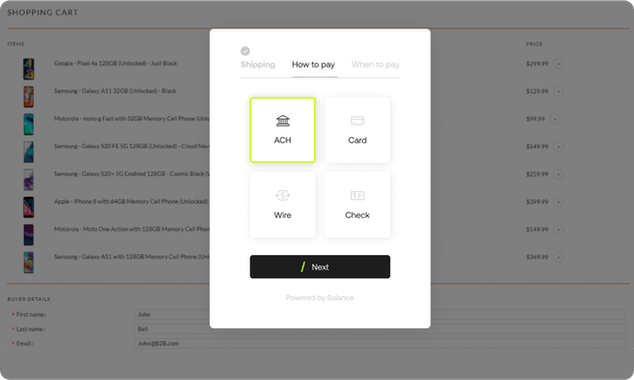 SHOPPING CART
ITEMS
PRICE
Google - Pixel 4a 128GB (Unlocked) - Just Black
$299.99
Samsung - Galaxy A11 32GB (Unlocked) - Black
$129.99
Motorola - moto g Fast with 32GB Memory Cell Phone (Unl
$99.99
Samsung - Galaxy S20 FE 5G 128GB (Unlocked) - Cloud Nav
$549.99
Samsung - Galaxy S20+ 5G Enabled 128GB - Cosmic Black (
$259.99
Apple - iPhone 8 with 64GB Memory Cell Phone (Unlocked)
$399.99
Motorola - Moto One Action with 128GB Memory Cell Phone
$149.99
Samsung - Galaxy A51 with 128GB Memory Cell Phone (Unl
$349.99
Shipping
How to pay
When to pay
ACH
Card
Wire
Check
Next
Powered by Balance
BUYER DETAILS
* First name:
John
* Last name:
Bell
* Email:
John@B2B.com